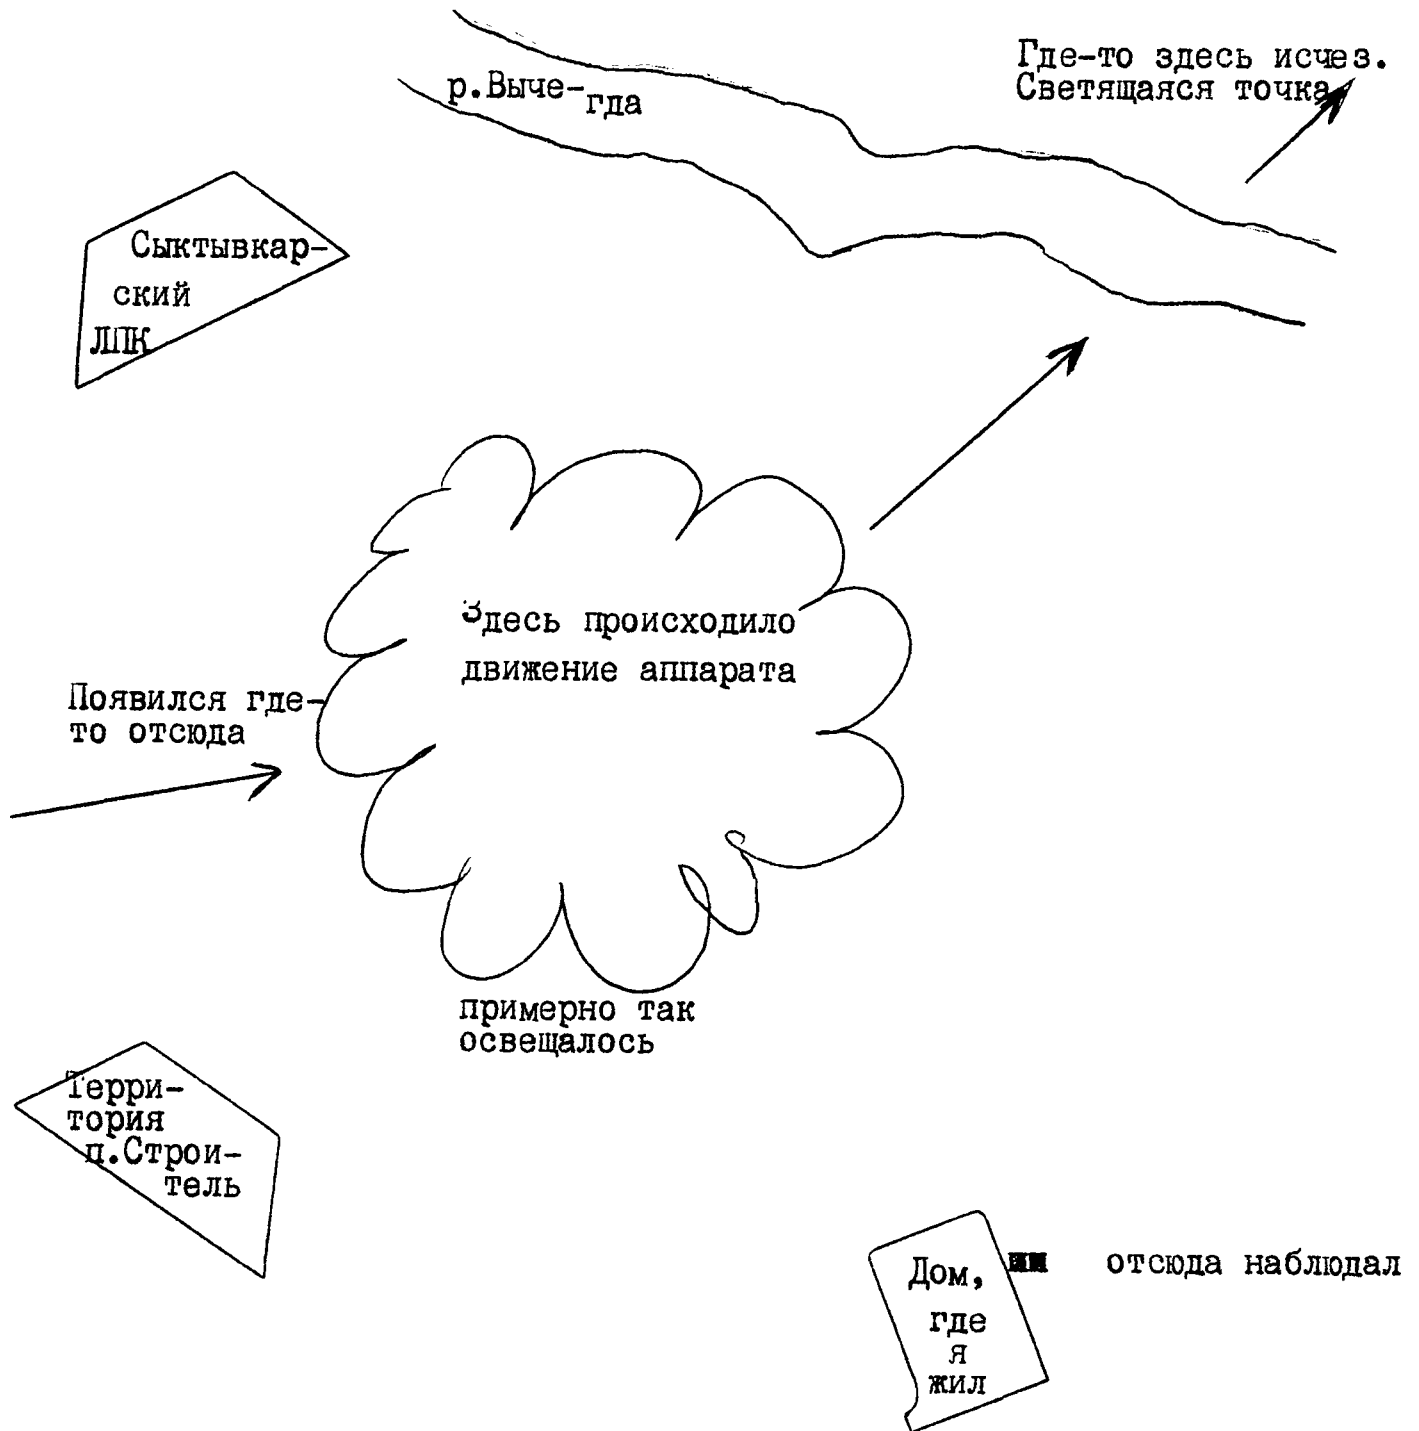 Где-то здесь исчез.
Светящаяся точка
р.Выче-
гда
Сыктывкар-
ский
ЛПК
Здесь происходило
движение аппарата
Появился где-
то отсюда
примерно так
освещалось
Терри-
тория
п.Строи-
тель
Дом,
где
я
жил
отсюда наблюдал